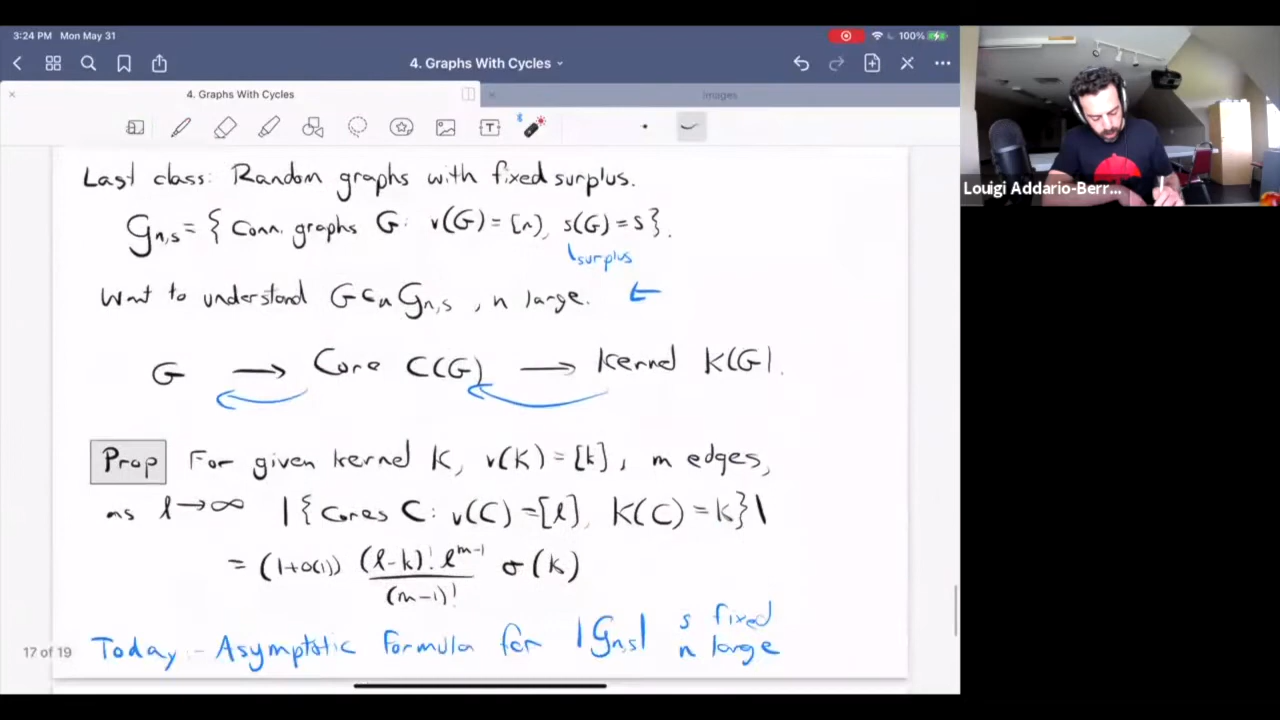 3:24 PM Mon May 31
100%
4. Graphs With Cycles
4. Graphs With Cycles
Images
Last class: Random graphs with fixed surplus.
G_{n,s} = { Conn. graphs G: v(G) = [n], s(G) = s }.
surplus
Want to understand G ∈_u G_{n,s}, n large. ←
G → Core C(G) → Kernel K(G).
Prop For given kernel K, v(K) = [k], m edges,
as l → ∞ |{Cores C: v(C) = [l], K(C) = K}|
= (1+o(1)) (l-k)! l^{m-1} / (m-1)! σ(K)
Today - Asymptotic Formula for |G_{n,s}| s fixed
n large
17 of 19
Louigi Addario-Berr...